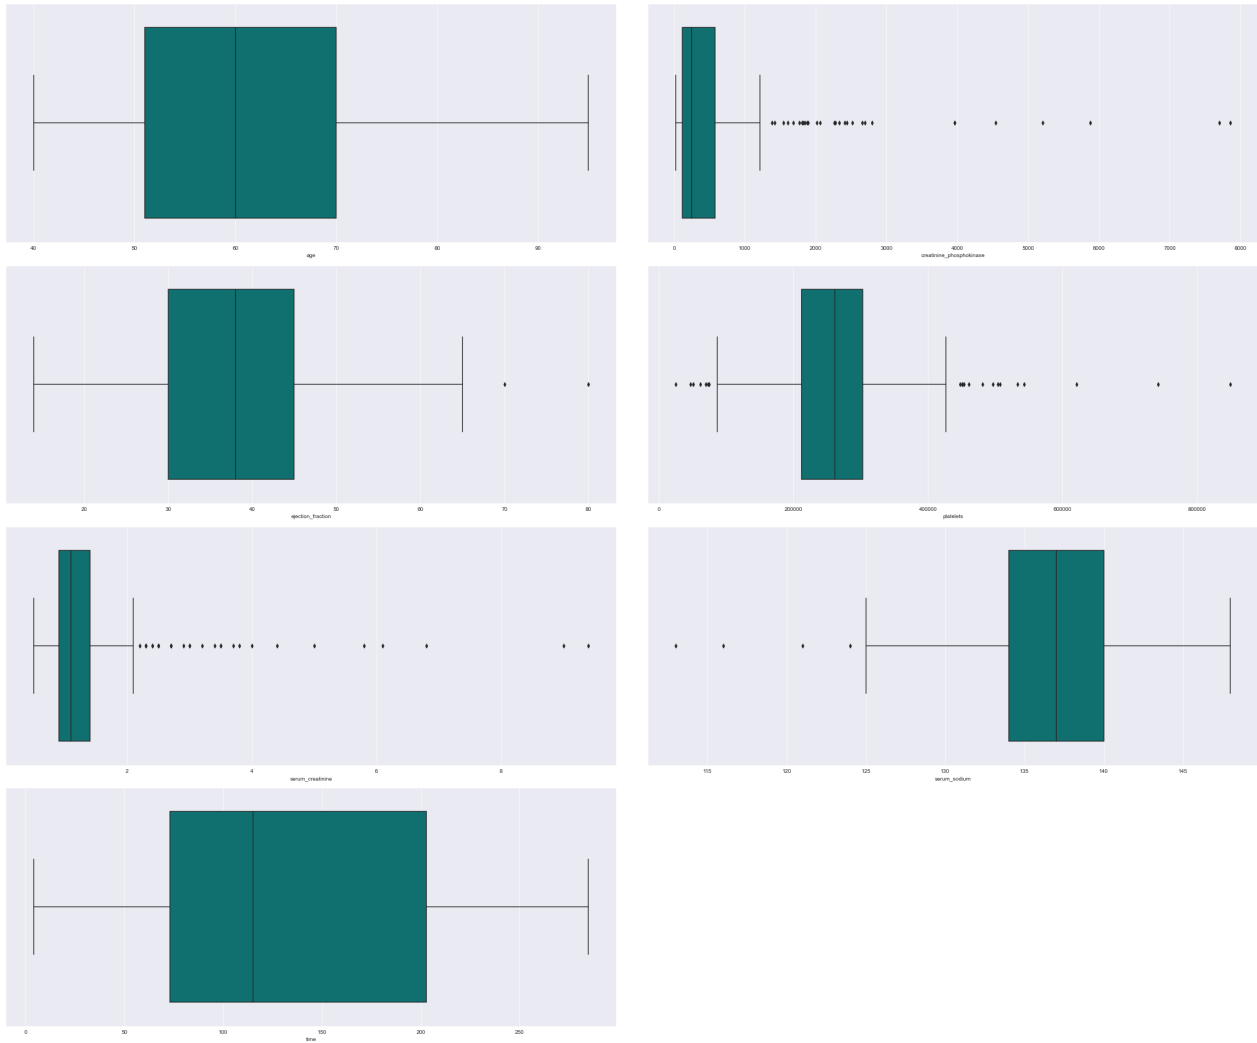 40 50 60 70 80 90
age
0 1000 2000 3000 4000 5000 6000 7000 8000
creatinine_phosphokinase
20 30 40 50 60 70 80
ejection_fraction
0 200000 400000 600000 800000
platelets
2 4 6 8
serum_creatinine
115 120 125 130 135 140 145
serum_sodium
0 50 100 150 200 250
time